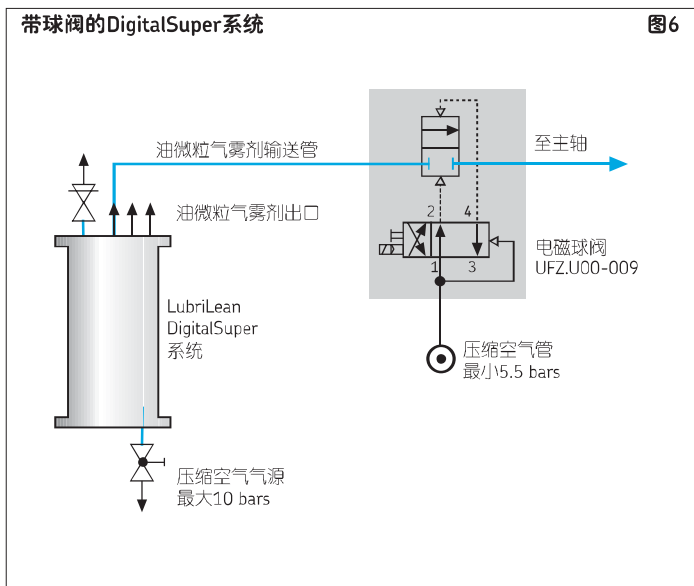 带球阀的DigitalSuper系统
图6
油微粒气雾剂输送管
至主轴
油微粒气雾剂出口
2
4
1
3
电磁球阀
UFZ.U00-009
LubriLean
DigitalSuper
系统
压缩空气管
最小5.5 bars
压缩空气气源
最大10 bars